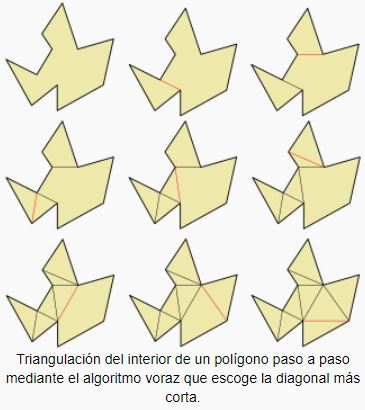 Triangulación del interior de un polígono paso a paso
mediante el algoritmo voraz que escoge la diagonal más
corta.